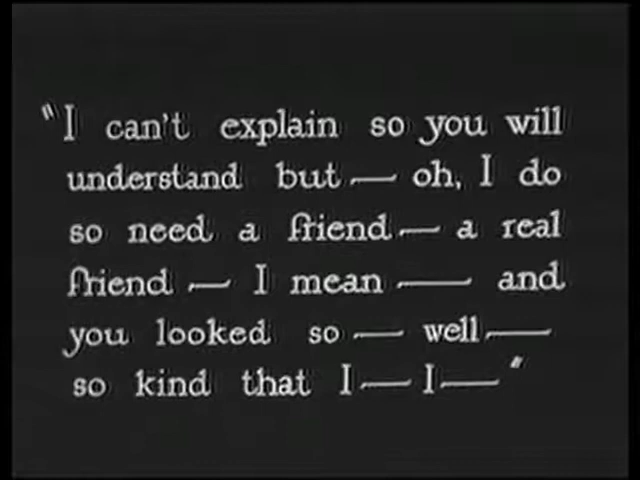 "I can't explain so you will
understand but — oh, I do
so need a friend — a real
friend — I mean —— and
you looked so — well ——
so kind that I — I — "